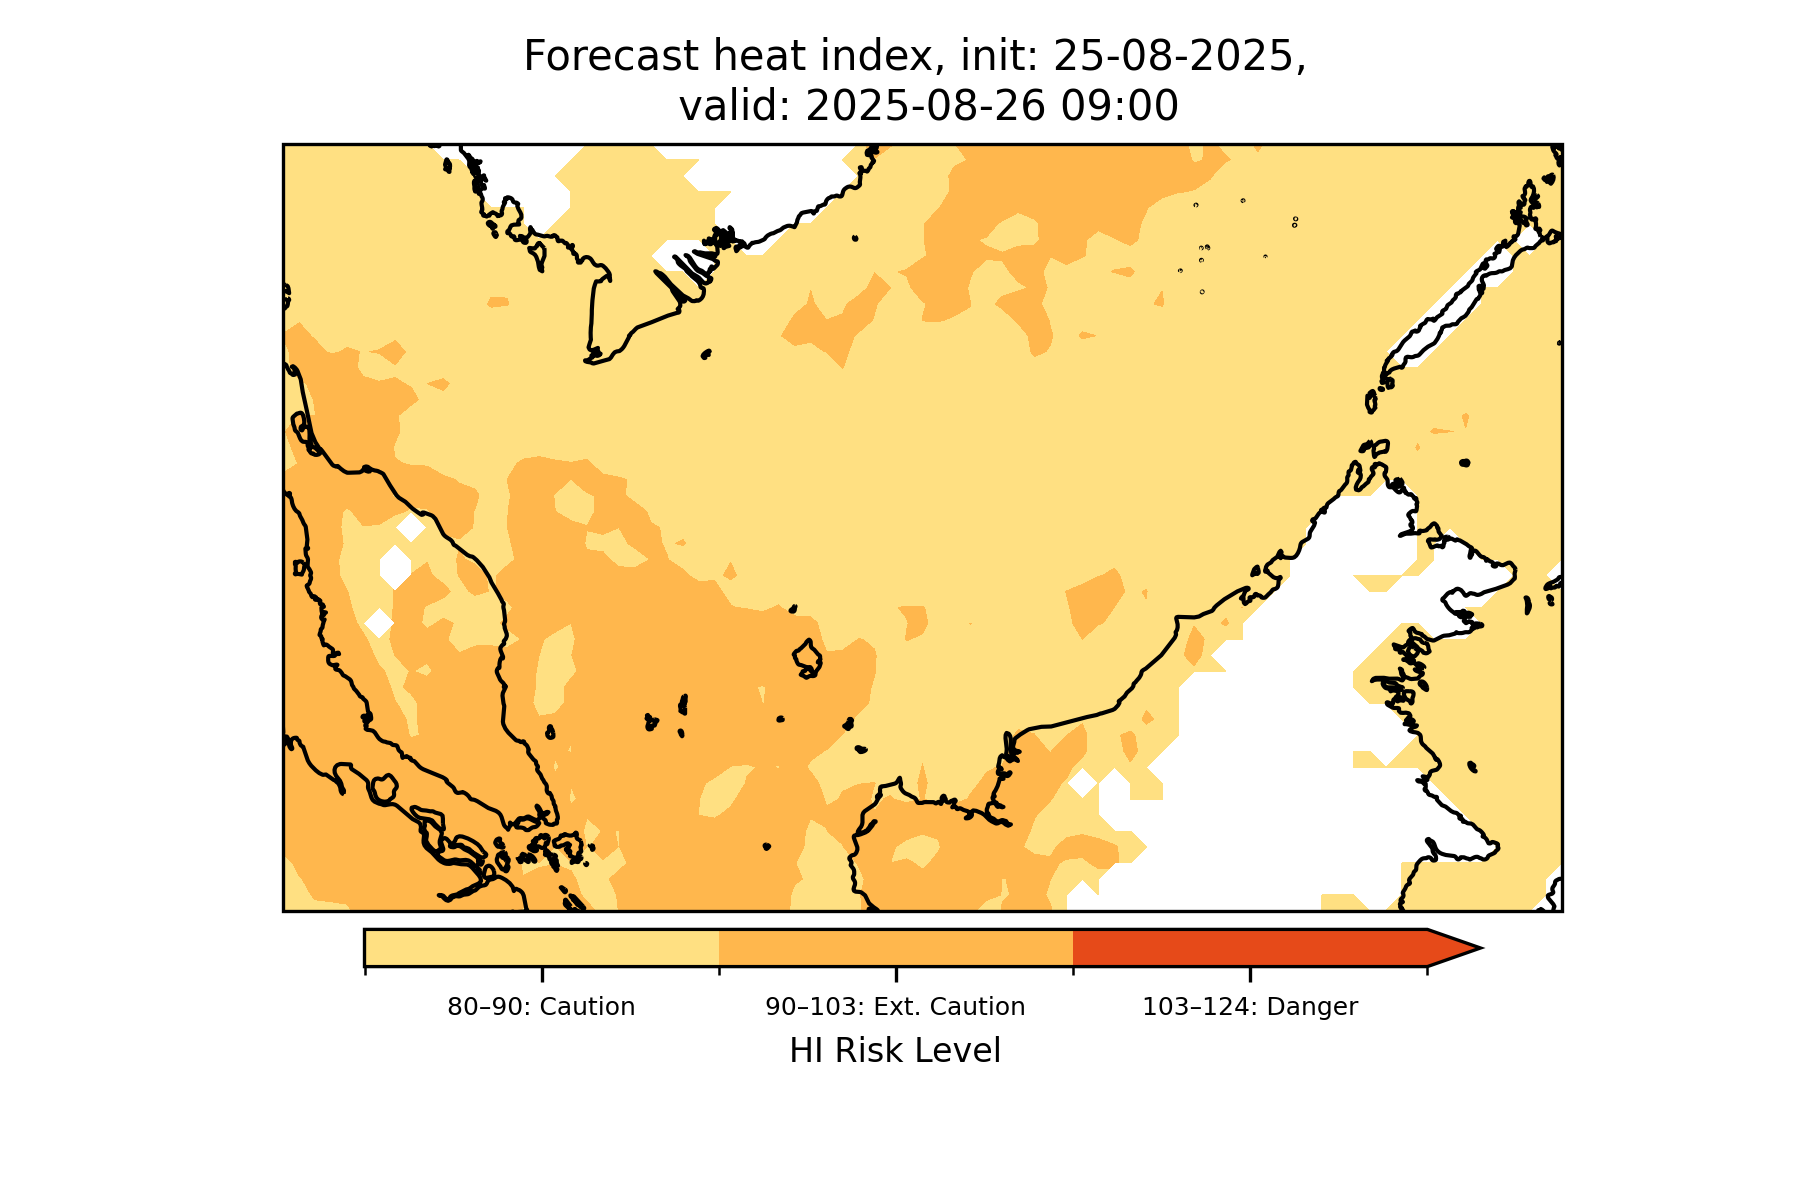 Forecast heat index, init: 25-08-2025,
valid: 2025-08-26 09:00
80–90: Caution
90–103: Ext. Caution
103–124: Danger
HI Risk Level